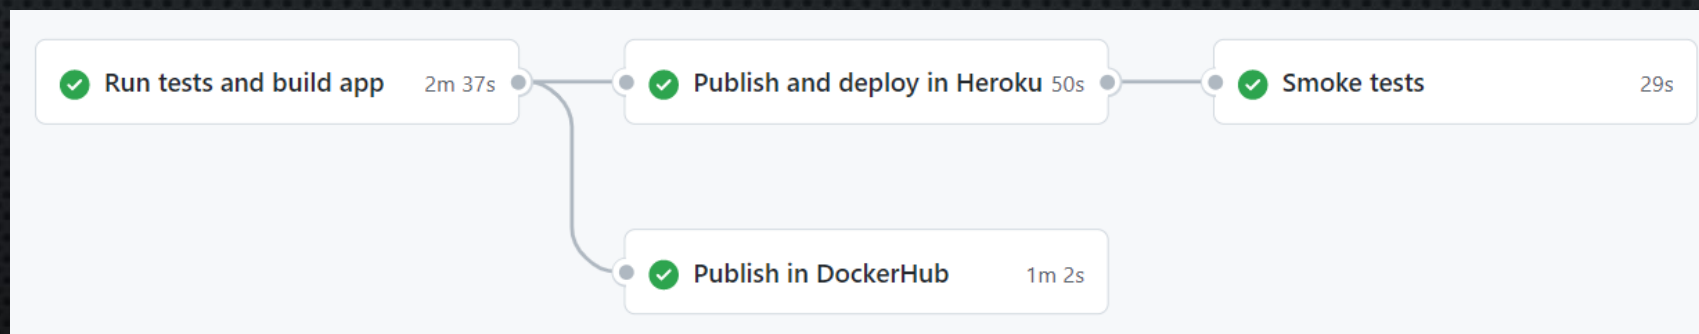 Run tests and build app 2m 37s
Publish and deploy in Heroku 50s
Smoke tests 29s
Publish in DockerHub 1m 2s